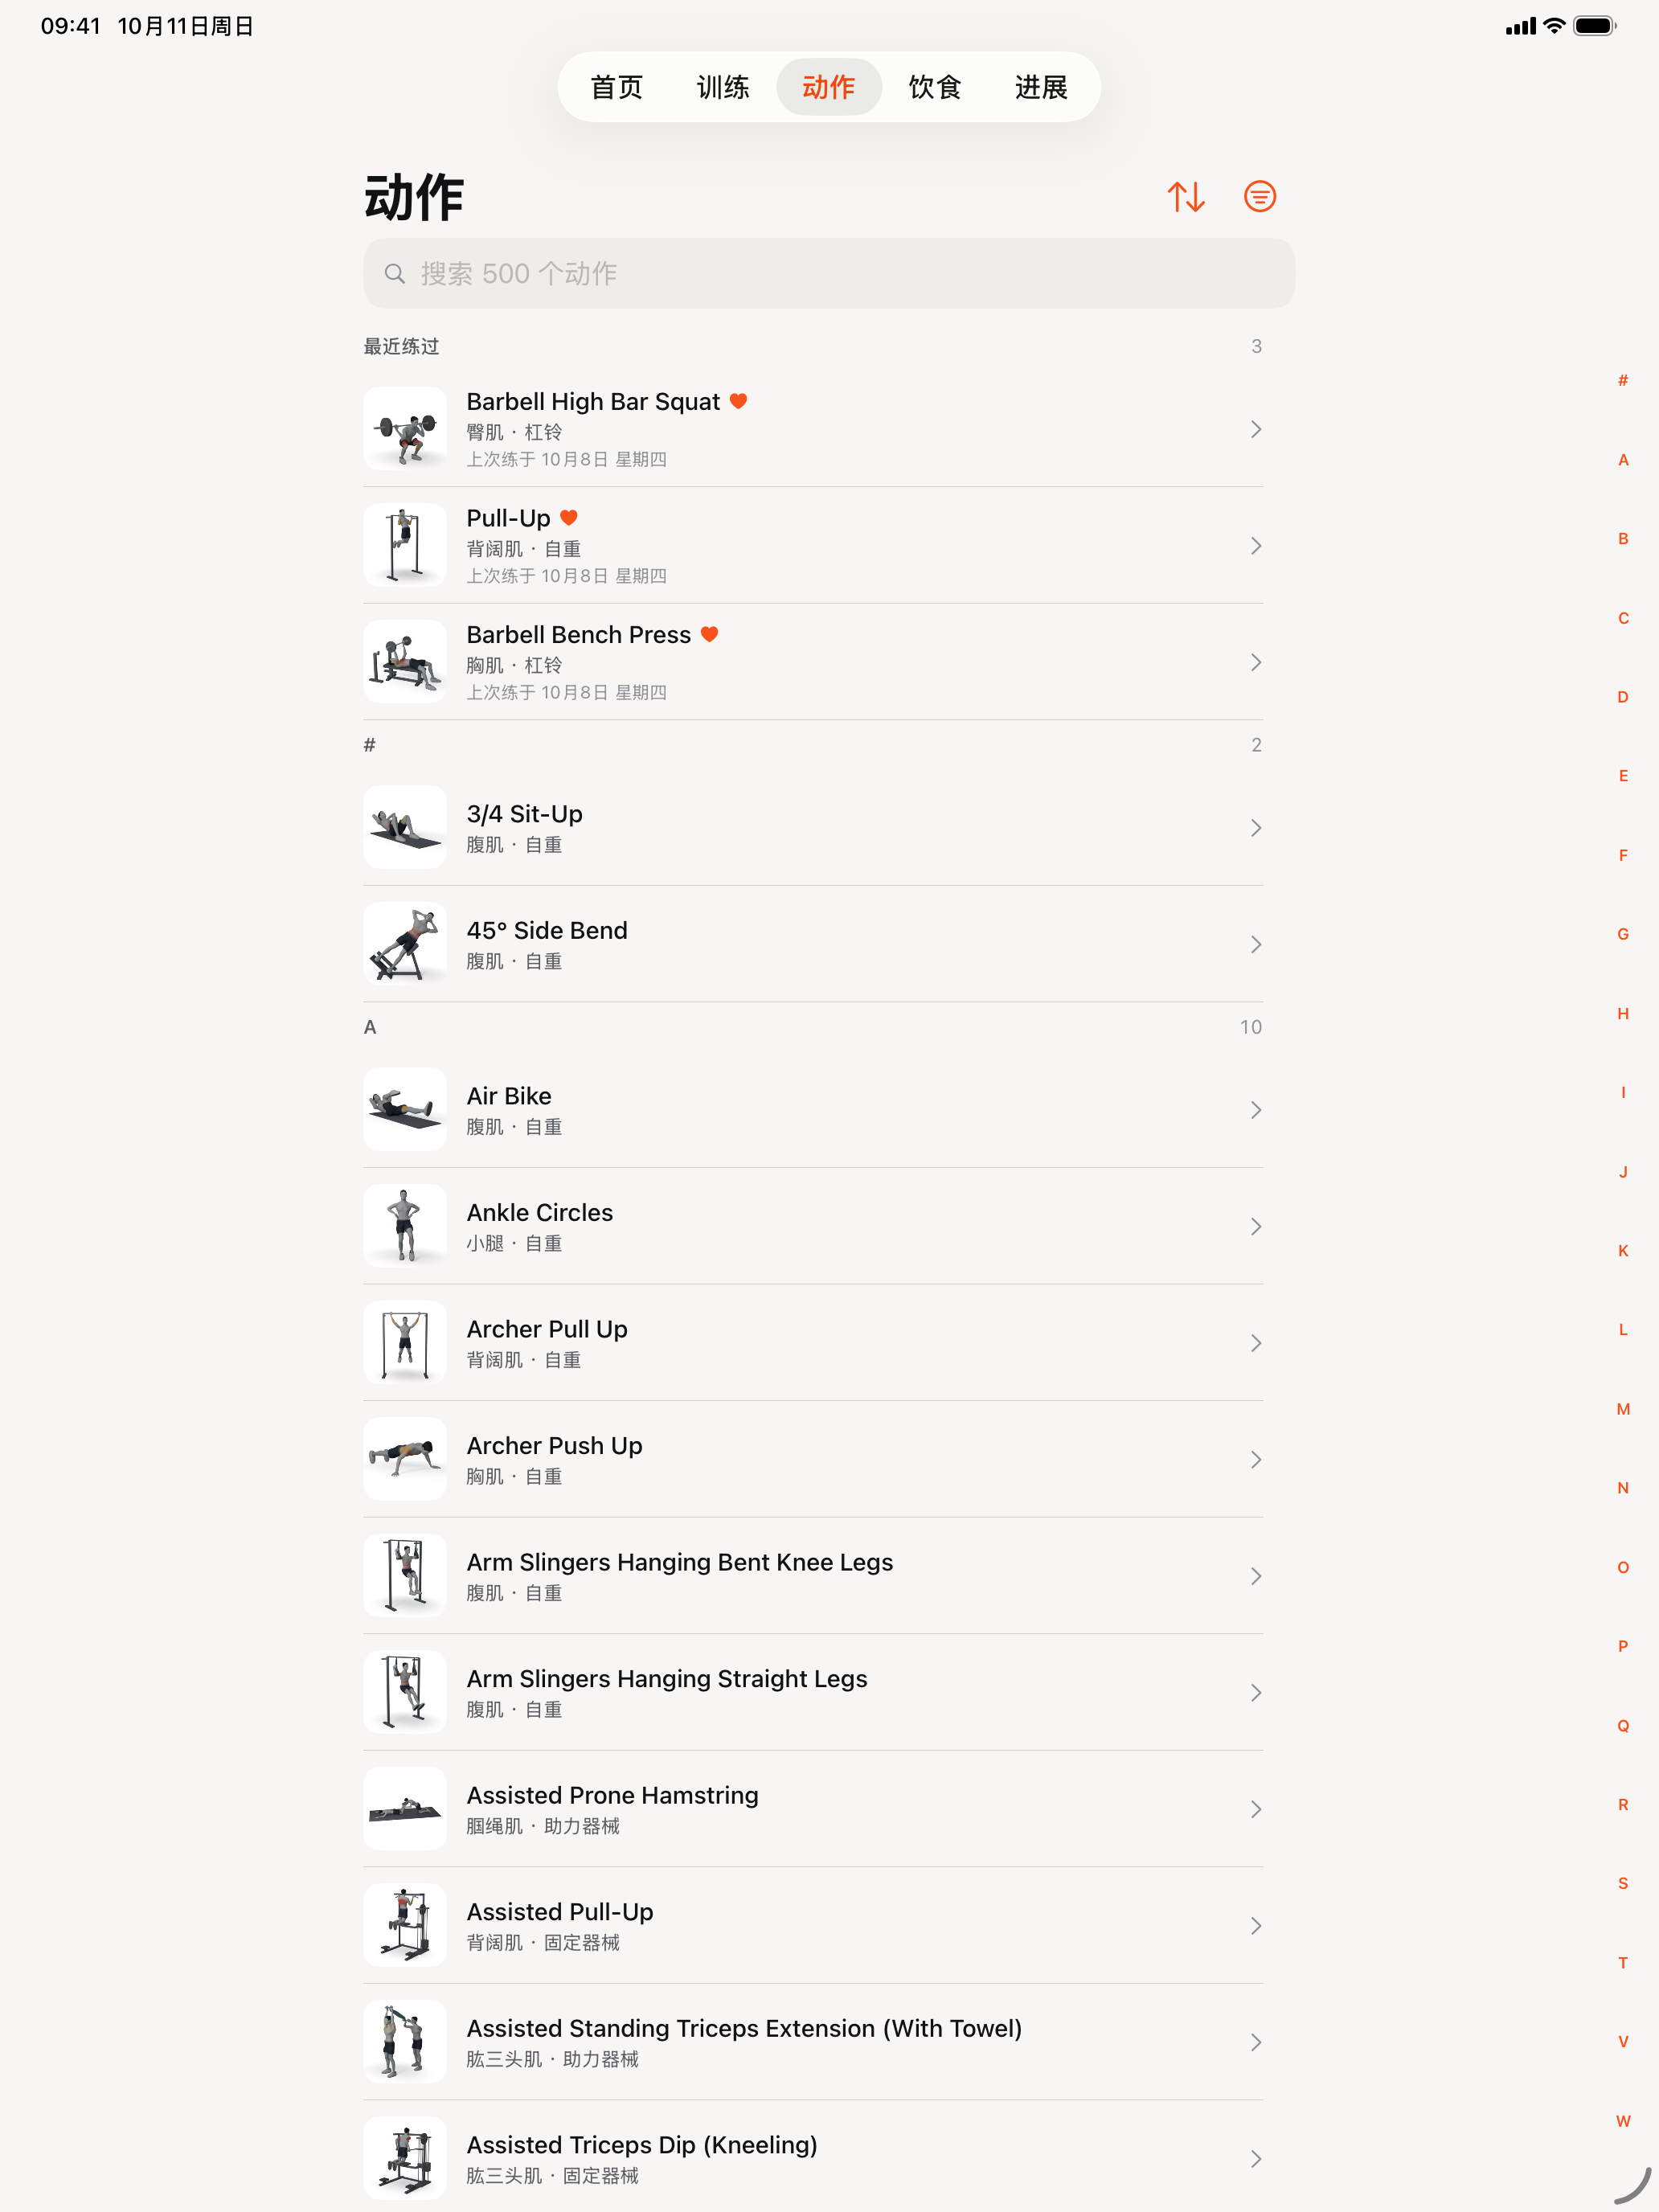 09:41 10月11日周日
首页 训练 动作 饮食 进展
动作
搜索 500 个动作
最近练过 3
Barbell High Bar Squat
臀肌 · 杠铃
上次练于 10月8日 星期四
Pull-Up
背阔肌 · 自重
上次练于 10月8日 星期四
Barbell Bench Press
胸肌 · 杠铃
上次练于 10月8日 星期四
# 2
3/4 Sit-Up
腹肌 · 自重
45° Side Bend
腹肌 · 自重
A 10
Air Bike
腹肌 · 自重
Ankle Circles
小腿 · 自重
Archer Pull Up
背阔肌 · 自重
Archer Push Up
胸肌 · 自重
Arm Slingers Hanging Bent Knee Legs
腹肌 · 自重
Arm Slingers Hanging Straight Legs
腹肌 · 自重
Assisted Prone Hamstring
腘绳肌 · 助力器械
Assisted Pull-Up
背阔肌 · 固定器械
Assisted Standing Triceps Extension (With Towel)
肱三头肌 · 助力器械
Assisted Triceps Dip (Kneeling)
肱三头肌 · 固定器械
#
A
B
C
D
E
F
G
H
I
J
K
L
M
N
O
P
Q
R
S
T
V
W